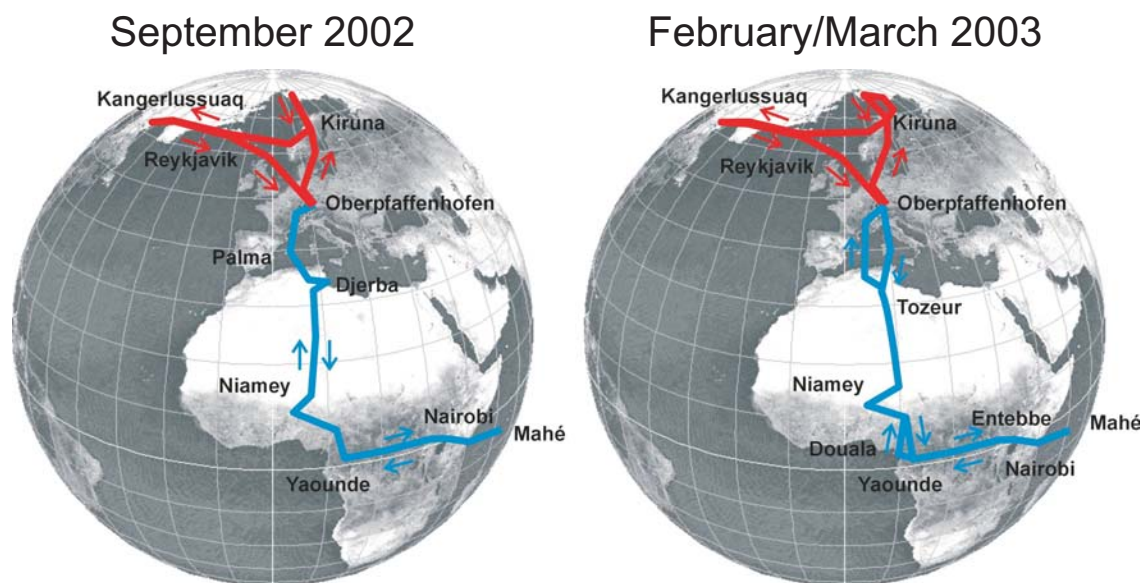 September 2002
Kangerlussuaq
Kiruna
Reykjavik
Oberpfaffenhofen
Palma
Djerba
Niamey
Nairobi
Mahé
Yaounde
February/March 2003
Kangerlussuaq
Kiruna
Reykjavik
Oberpfaffenhofen
Tozeur
Niamey
Entebbe
Mahé
Douala
Nairobi
Yaounde